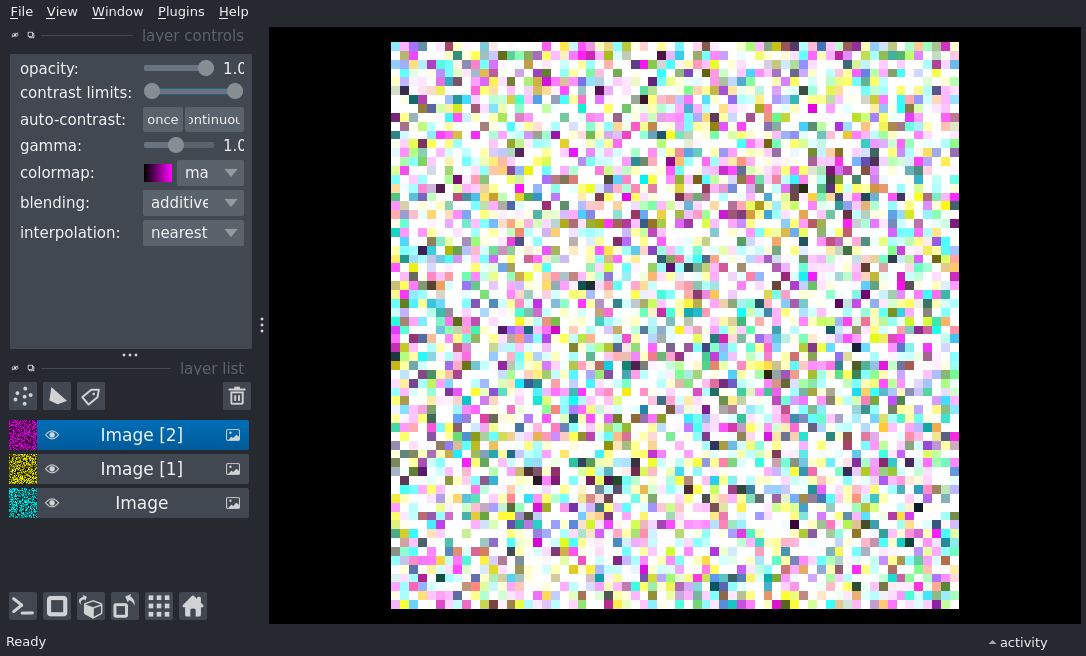 File View Window Plugins Help
layer controls
opacity: 1.0
contrast limits:
auto-contrast: once ontinuou
gamma: 1.0
colormap: ma
blending: additive
interpolation: nearest
layer list
Image [2]
Image [1]
Image
Ready activity